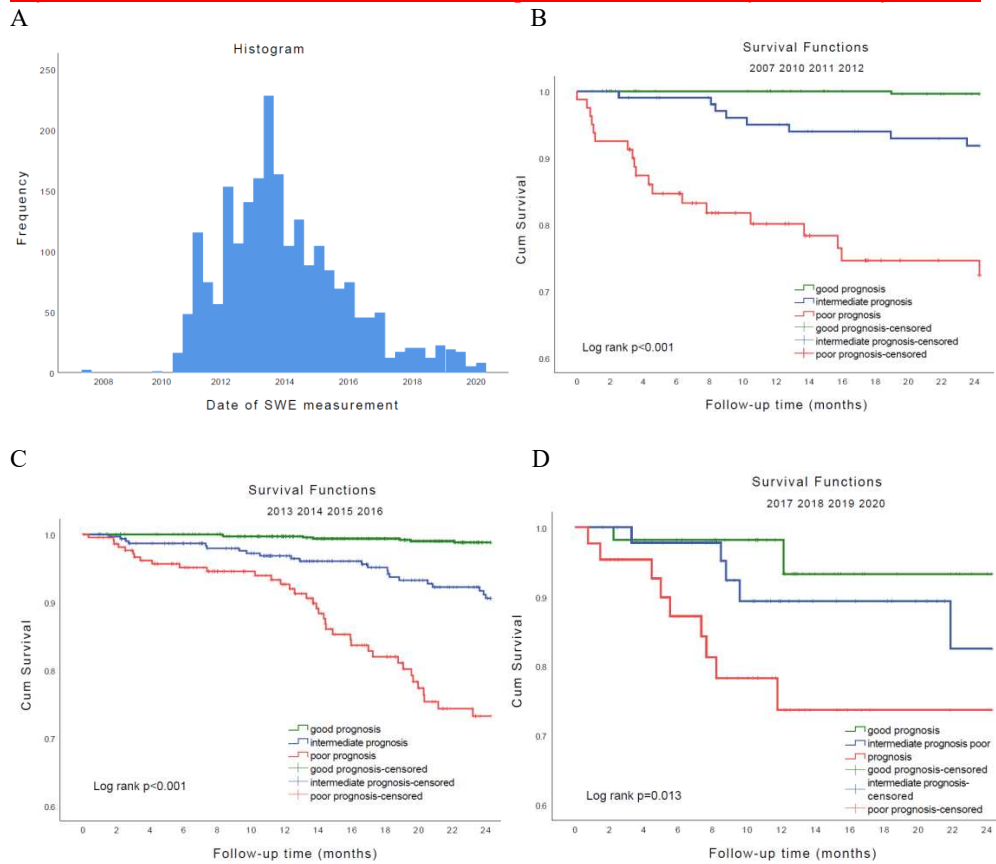 A
Histogram
250
200
150
100
50
0
Frequency
2008 2010 2012 2014 2016 2018 2020
Date of SWE measurement
B
Survival Functions
2007 2010 2011 2012
1.0
0.9
0.8
0.7
0.6
Cum Survival
good prognosis
intermediate prognosis
poor prognosis
good prognosis-censored
intermediate prognosis-censored
poor prognosis-censored
Log rank p<0.001
0 2 4 6 8 10 12 14 16 18 20 22 24
Follow-up time (months)
C
Survival Functions
2013 2014 2015 2016
1.0
0.9
0.8
0.7
0.6
Cum Survival
good prognosis
intermediate prognosis
poor prognosis
good prognosis-censored
intermediate prognosis-censored
poor prognosis-censored
Log rank p<0.001
0 2 4 6 8 10 12 14 16 18 20 22 24
Follow-up time (months)
D
Survival Functions
2017 2018 2019 2020
1.0
0.9
0.8
0.7
0.6
Cum Survival
good prognosis
intermediate prognosis poor
prognosis
good prognosis-censored
intermediate prognosis-
censored
poor prognosis-censored
Log rank p=0.013
0 2 4 6 8 10 12 14 16 18 20 22 24
Follow-up time (months)